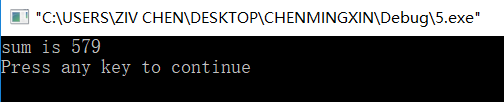 "C:\USERS\ZIV CHEN\DESKTOP\CHENMINGXIN\Debug\5.exe"
sum is 579
Press any key to continue